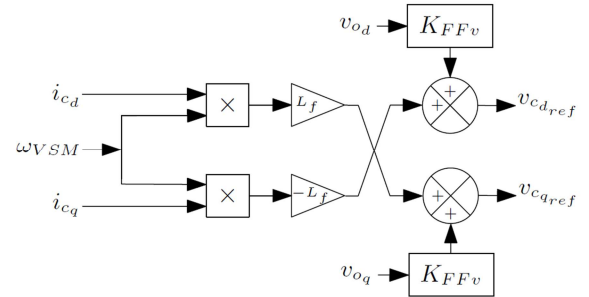 v_{o_d} K_{FFv}
i_{c_d} × L_f + + v_{c_{d_{ref}}}
ω_{VSM}
i_{c_q} × −L_f + + v_{c_{q_{ref}}}
v_{o_q} K_{FFv}